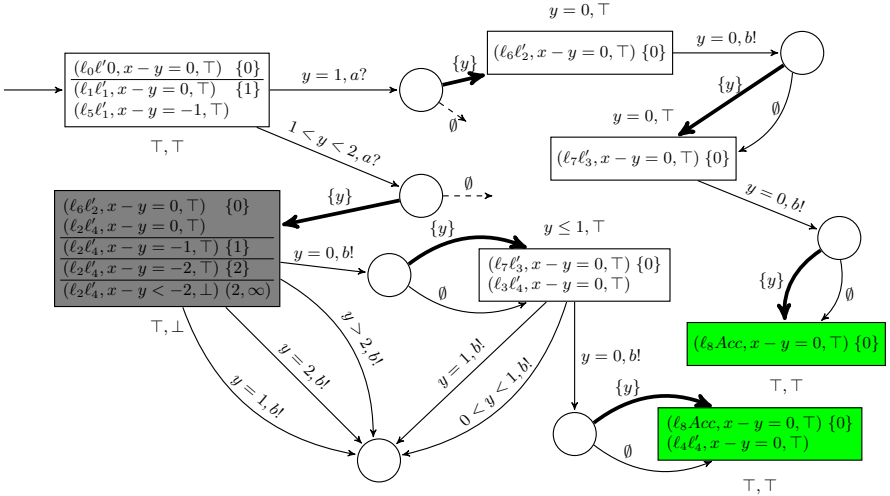 y = 0, ⊤
(ℓ₀ℓ′0, x − y = 0, ⊤) {0}
(ℓ₁ℓ′₁, x − y = 0, ⊤) {1}
(ℓ₅ℓ′₁, x − y = −1, ⊤)
⊤, ⊤
y = 1, a?
{y}
∅
(ℓ₆ℓ′₂, x − y = 0, ⊤) {0}
y = 0, b!
{y}
∅
y = 0, ⊤
(ℓ₇ℓ′₃, x − y = 0, ⊤) {0}
1 < y < 2, a?
∅
{y}
y = 0, b!
(ℓ₆ℓ′₂, x − y = 0, ⊤) {0}
(ℓ₂ℓ′₄, x − y = 0, ⊤)
(ℓ₂ℓ′₄, x − y = −1, ⊤) {1}
(ℓ₂ℓ′₄, x − y = −2, ⊤) {2}
(ℓ₂ℓ′₄, x − y < −2, ⊥) (2, ∞)
⊤, ⊥
y = 0, b!
{y}
∅
y ≤ 1, ⊤
(ℓ₇ℓ′₃, x − y = 0, ⊤) {0}
(ℓ₃ℓ′₄, x − y = 0, ⊤)
{y}
∅
(ℓ₈Acc, x − y = 0, ⊤) {0}
⊤, ⊤
y = 1, b!
y = 2, b!
y > 2, b!
y = 1, b!
0 < y < 1, b!
y = 0, b!
{y}
∅
(ℓ₈Acc, x − y = 0, ⊤) {0}
(ℓ₄ℓ′₄, x − y = 0, ⊤)
⊤, ⊤